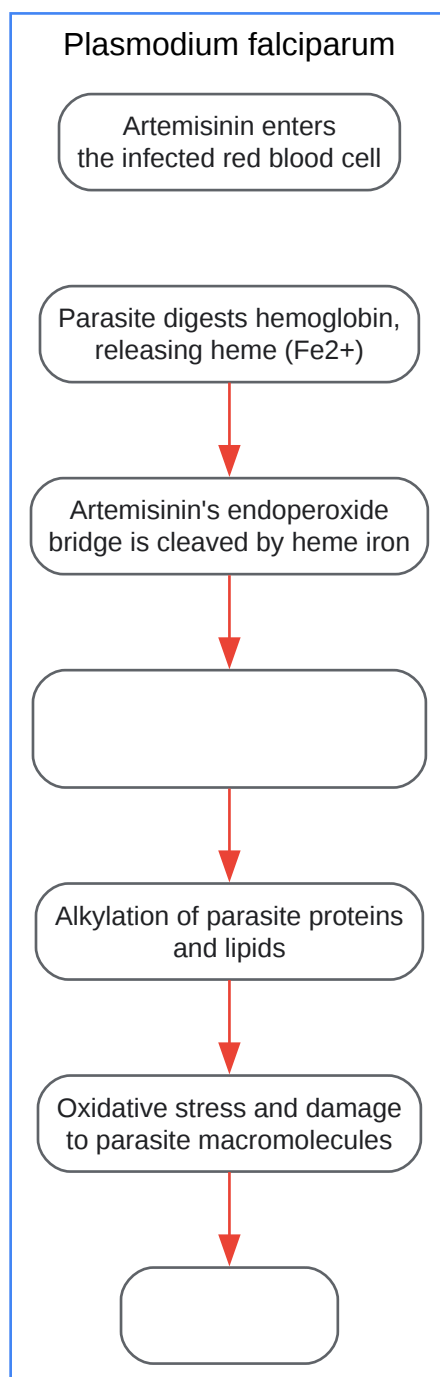 Plasmodium falciparum
Artemisinin enters
the infected red blood cell
Parasite digests hemoglobin,
releasing heme (Fe2+)
Artemisinin's endoperoxide
bridge is cleaved by heme iron
Alkylation of parasite proteins
and lipids
Oxidative stress and damage
to parasite macromolecules